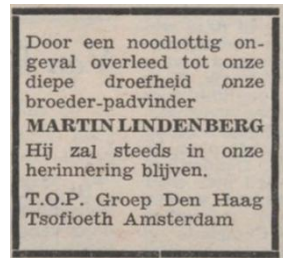 Door een noodlottig on-
geval overleed tot onze
diepe droefheid onze
broeder-padvinder
MARTIN LINDENBERG
Hij zal steeds in onze
herinnering blijven.
T.O.P. Groep Den Haag
Tsofioeth Amsterdam